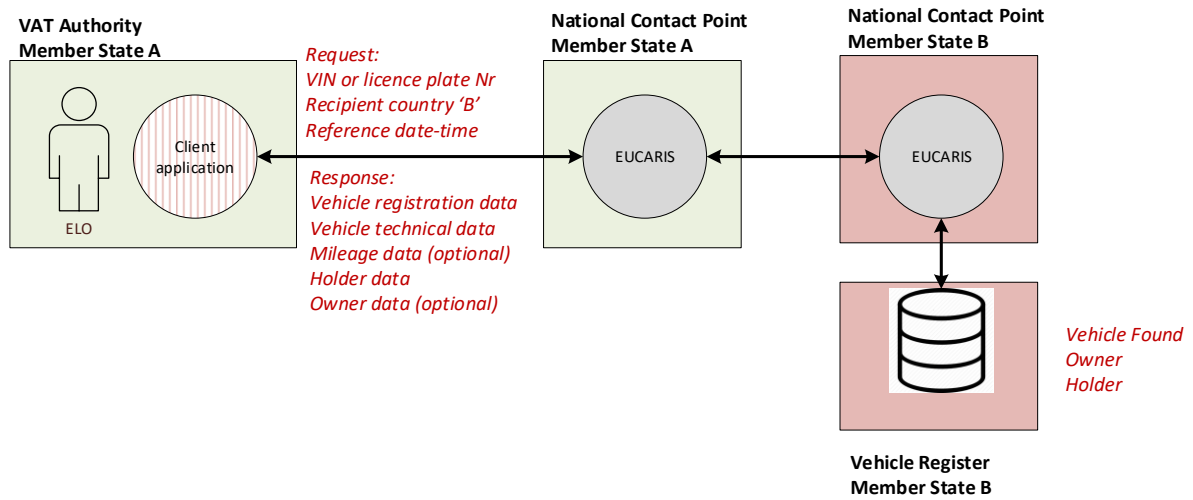 VAT Authority
Member State A
ELO
Client
application
Request:
VIN or licence plate Nr
Recipient country ‘B’
Reference date-time
Response:
Vehicle registration data
Vehicle technical data
Mileage data (optional)
Holder data
Owner data (optional)
National Contact Point
Member State A
EUCARIS
National Contact Point
Member State B
EUCARIS
Vehicle Found
Owner
Holder
Vehicle Register
Member State B